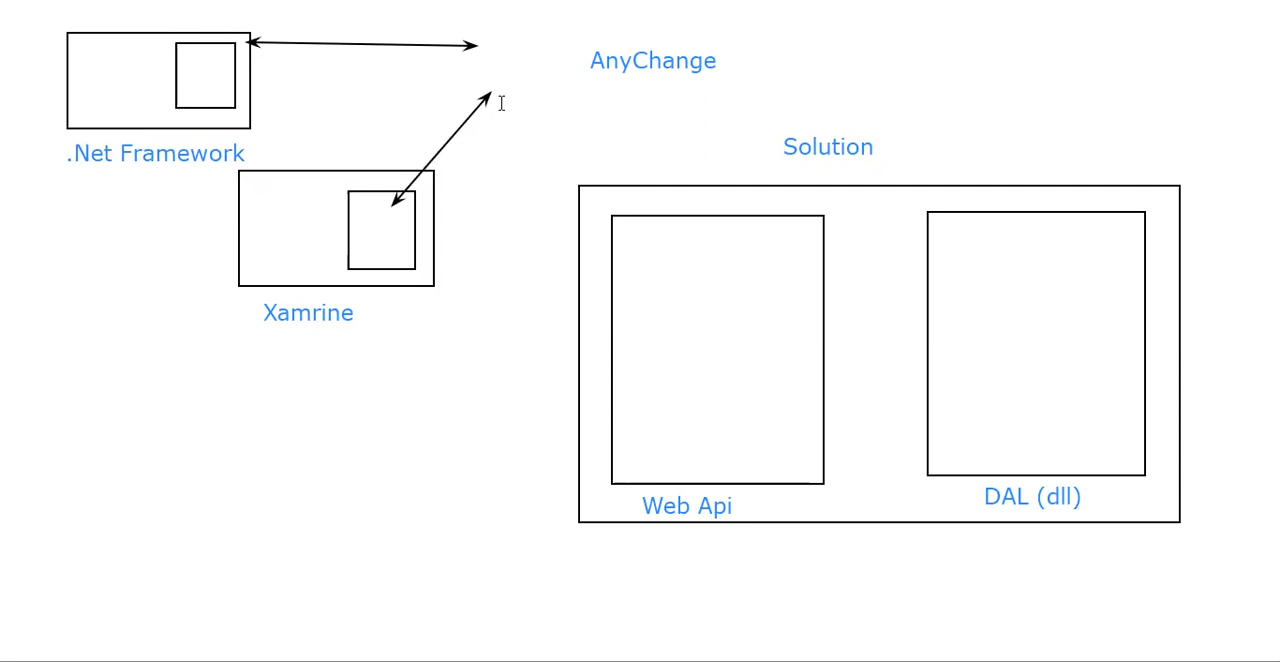 AnyChange
Solution
.Net Framework
Xamrine
Web Api
DAL (dll)